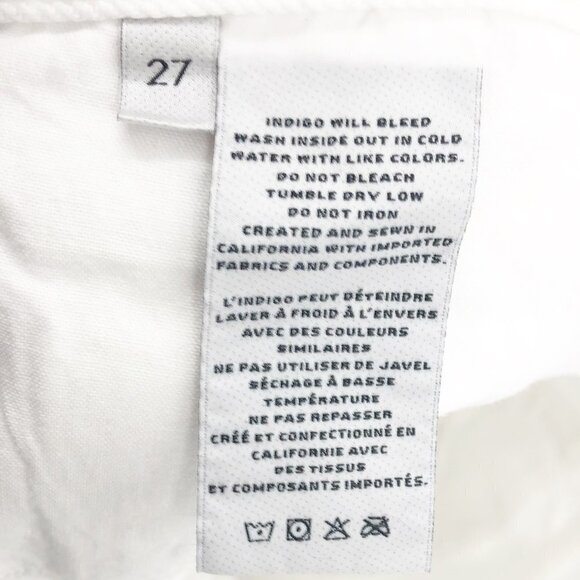 27
INDIGO WILL BLEED
WASH INSIDE OUT IN COLD
WATER WITH LIKE COLORS.
DO NOT BLEACH
TUMBLE DRY LOW
DO NOT IRON
CREATED AND SEWN IN
CALIFORNIA WITH IMPORTED
FABRICS AND COMPONENTS.
L'INDIGO PEUT DÉTEINDRE
LAVER À FROID À L'ENVERS
AVEC DES COULEURS
SIMILAIRES
NE PAS UTILISER DE JAVEL
SÉCHAGE À BASSE
TEMPÉRATURE
NE PAS REPASSER
CRÉÉ ET CONFECTIONNÉ EN
CALIFORNIE AVEC
DES TISSUS
ET COMPOSANTS IMPORTÉS.